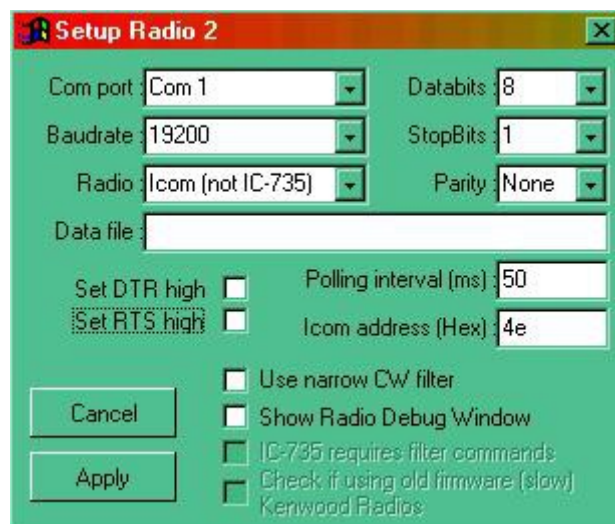 Setup Radio 2
Com port : Com 1
Databits : 8
Baudrate : 19200
StopBits : 1
Radio : Icom (not IC-735)
Parity : None
Data file :
Set DTR high
Polling interval (ms) : 50
Set RTS high
Icom address (Hex) : 4e
Use narrow CW filter
Cancel
Show Radio Debug Window
IC-735 requires filter commands
Apply
Check if using old firmware (slow)
Kenwood Radios